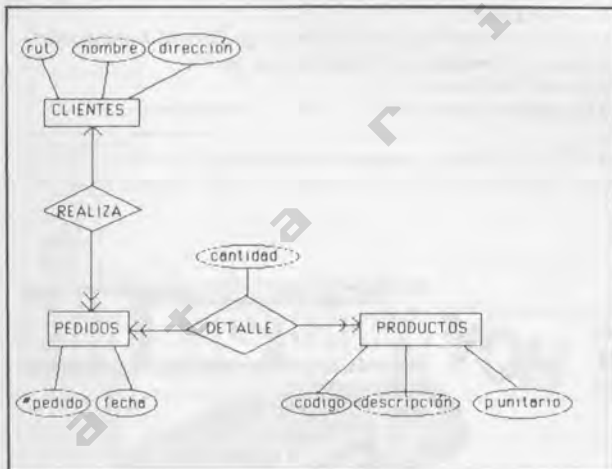 rut nombre dirección
CLIENTES
REALIZA
cantidad
PEDIDOS DETALLE PRODUCTOS
#pedido fecha codigo descripción p.unitario